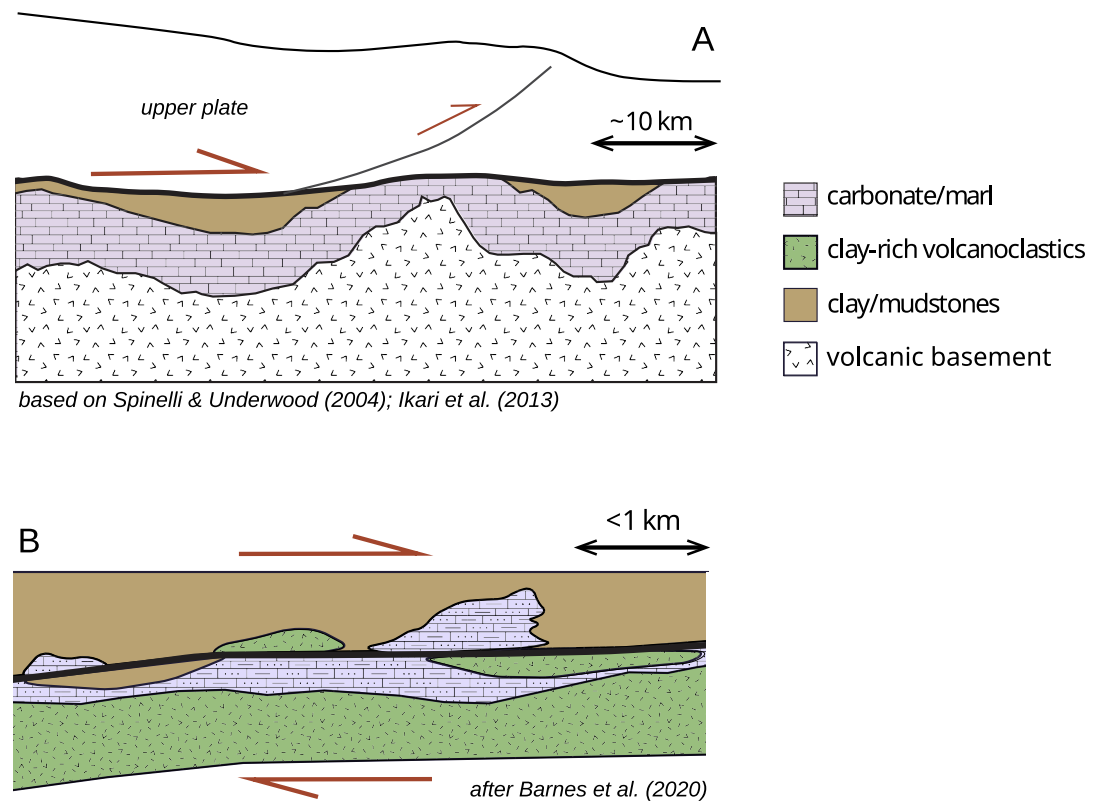 A
upper plate
~10 km
carbonate/marl
clay-rich volcanoclastics
clay/mudstones
volcanic basement
based on Spinelli & Underwood (2004); Ikari et al. (2013)
B
<1 km
after Barnes et al. (2020)